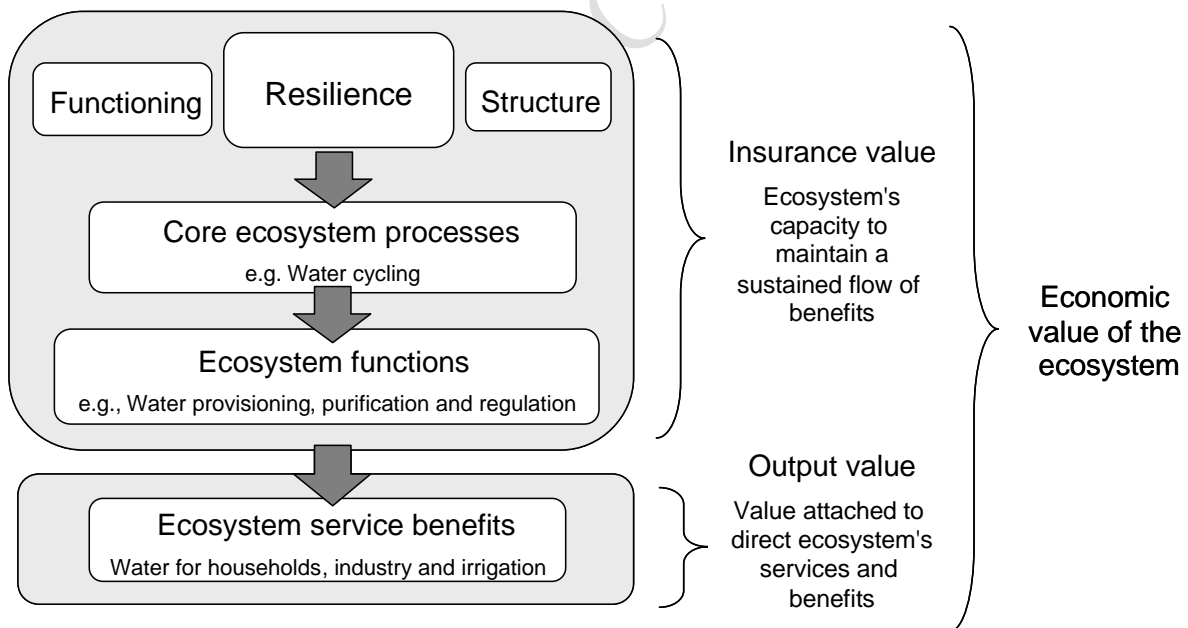 Functioning
Resilience
Structure
Core ecosystem processes
e.g. Water cycling
Ecosystem functions
e.g., Water provisioning, purification and regulation
Ecosystem service benefits
Water for households, industry and irrigation
Insurance value
Ecosystem's
capacity to
maintain a
sustained flow of
benefits
Output value
Value attached to
direct ecosystem's
services and
benefits
Economic
value of the
ecosystem